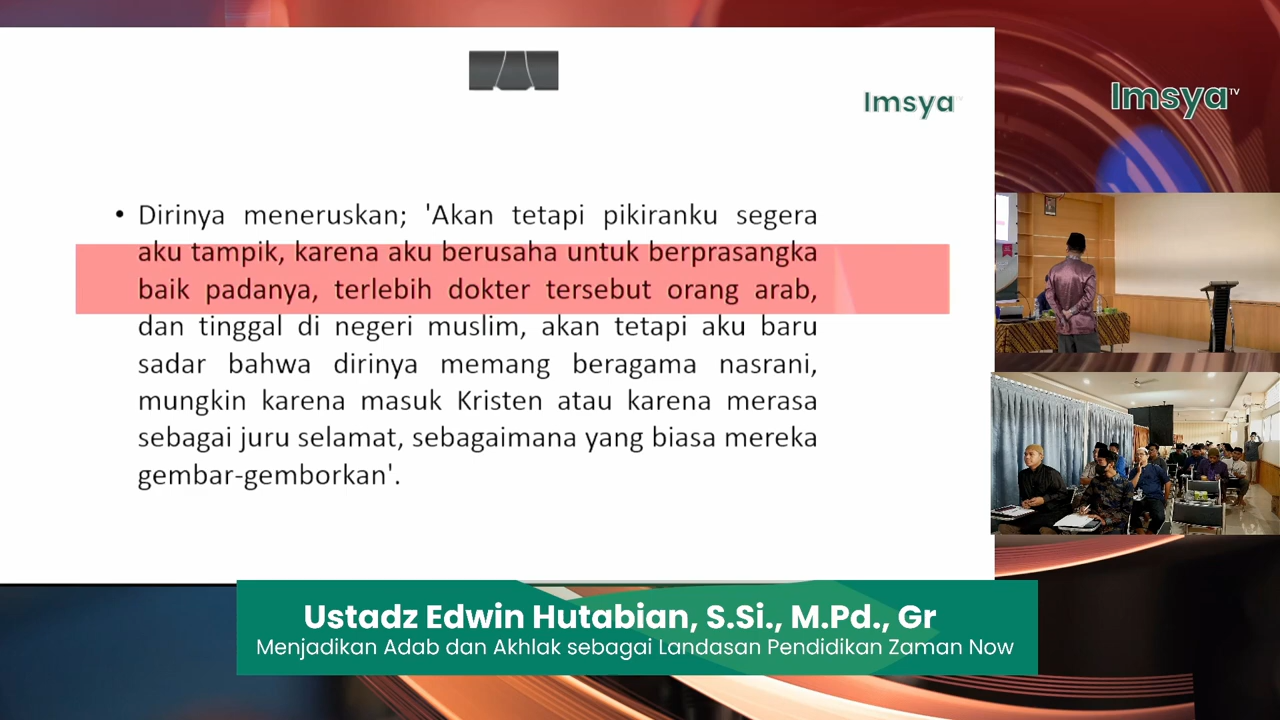 Imsya
Imsya TV
• Dirinya meneruskan; 'Akan tetapi pikiranku segera
aku tampik, karena aku berusaha untuk berprasangka
baik padanya, terlebih dokter tersebut orang arab,
dan tinggal di negeri muslim, akan tetapi aku baru
sadar bahwa dirinya memang beragama nasrani,
mungkin karena masuk Kristen atau karena merasa
sebagai juru selamat, sebagaimana yang biasa mereka
gembar-gemborkan'.
Ustadz Edwin Hutabian, S.Si., M.Pd., Gr
Menjadikan Adab dan Akhlak sebagai Landasan Pendidikan Zaman Now